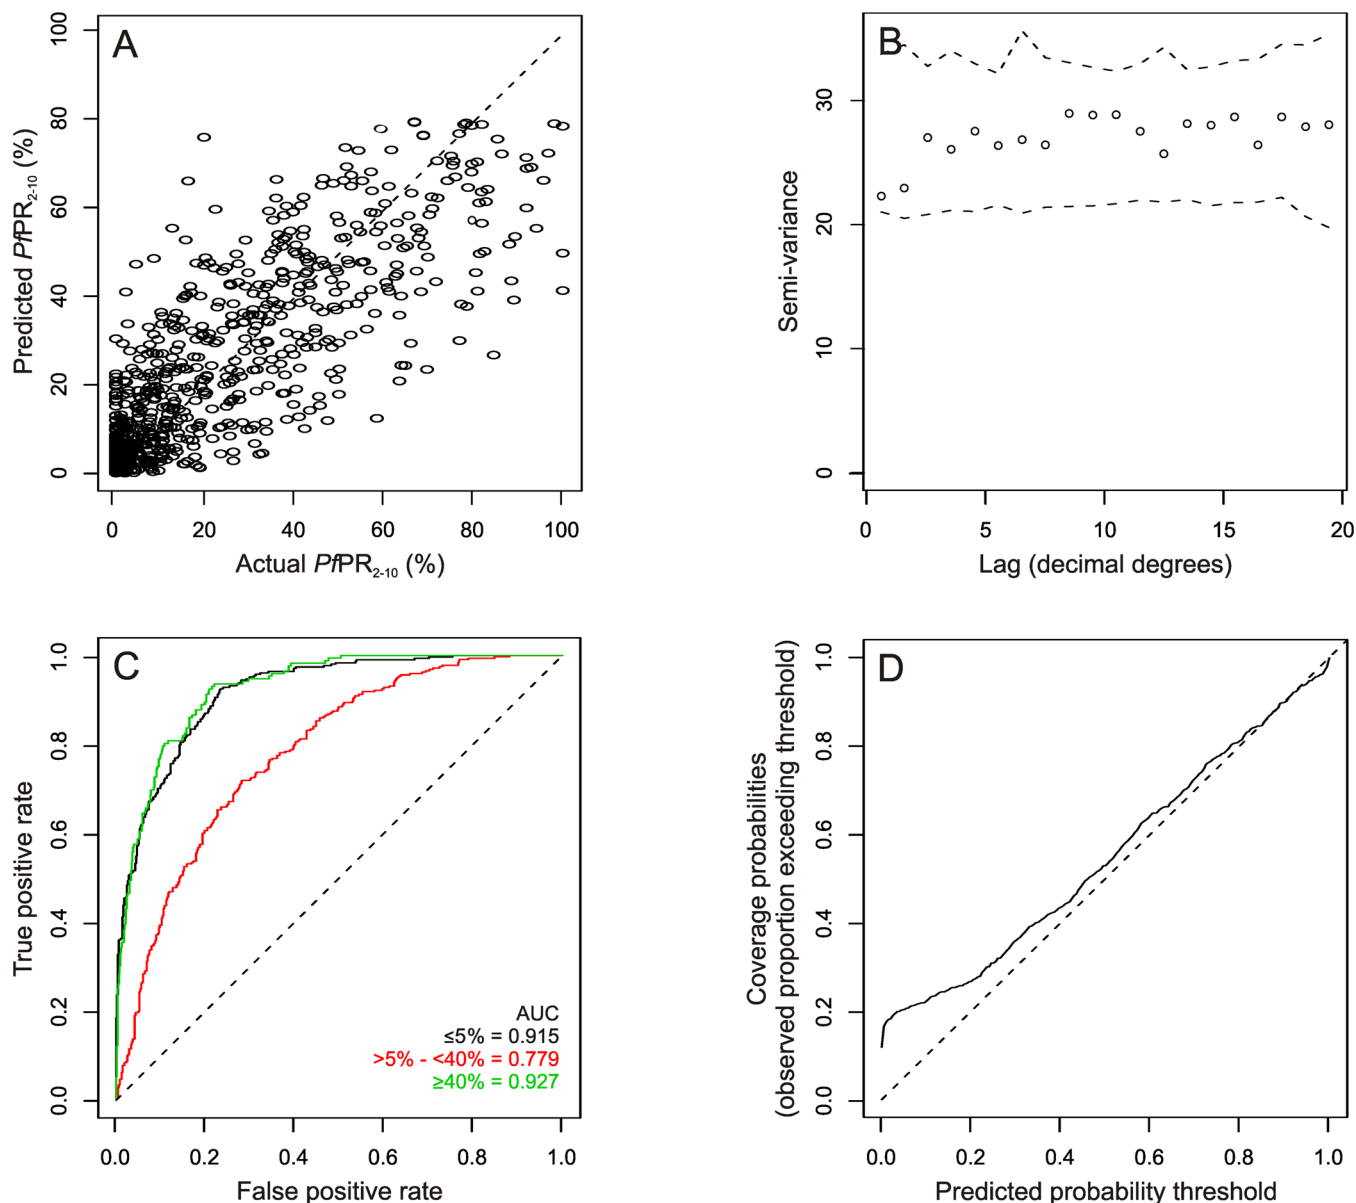 A
Predicted PfPR2-10 (%)
100
80
60
40
20
0
0 20 40 60 80 100
Actual PfPR2-10 (%)
B
Semi-variance
30
20
10
0
0 5 10 15 20
Lag (decimal degrees)
C
True positive rate
1.0
0.8
0.6
0.4
0.2
0.0
AUC
≤5% = 0.915
>5% - <40% = 0.779
≥40% = 0.927
0.0 0.2 0.4 0.6 0.8 1.0
False positive rate
D
Coverage probabilities
(observed proportion exceeding threshold)
1.0
0.8
0.6
0.4
0.2
0.0
0.0 0.2 0.4 0.6 0.8 1.0
Predicted probability threshold